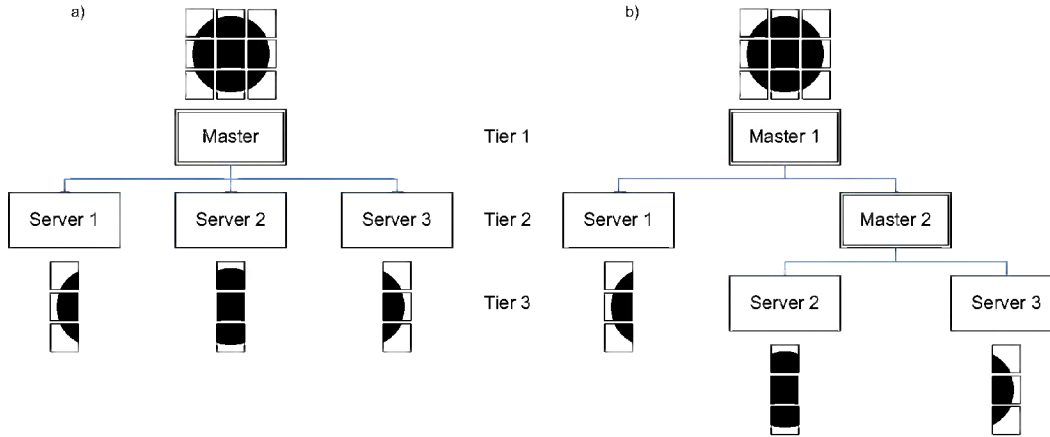 a)
b)
Master
Tier 1
Master 1
Server 1
Server 2
Server 3
Tier 2
Server 1
Master 2
Tier 3
Server 2
Server 3